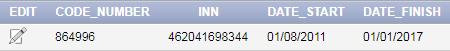 EDIT CODE_NUMBER INN DATE_START DATE_FINISH
864996 462041698344 01/08/2011 01/01/2017